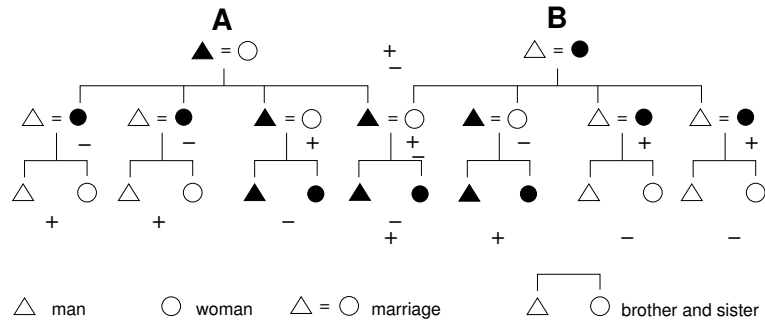 A B
= + =
−
= = = = = = =
− − + + − + +
−
+ + − −
+ + − −
man woman = marriage brother and sister